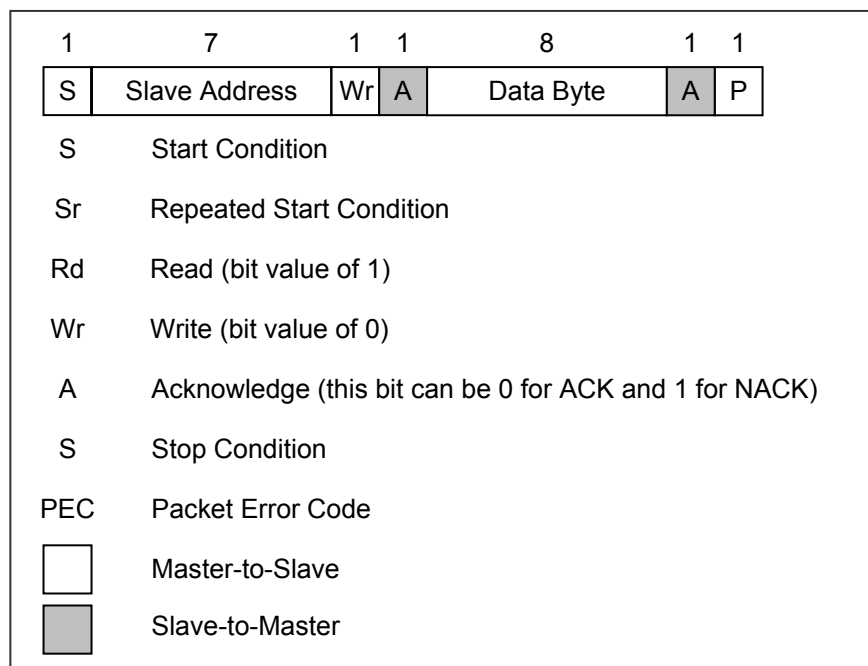 1 7 1 1 8 1 1
S Slave Address Wr A Data Byte A P
S Start Condition
Sr Repeated Start Condition
Rd Read (bit value of 1)
Wr Write (bit value of 0)
A Acknowledge (this bit can be 0 for ACK and 1 for NACK)
S Stop Condition
PEC Packet Error Code
Master-to-Slave
Slave-to-Master